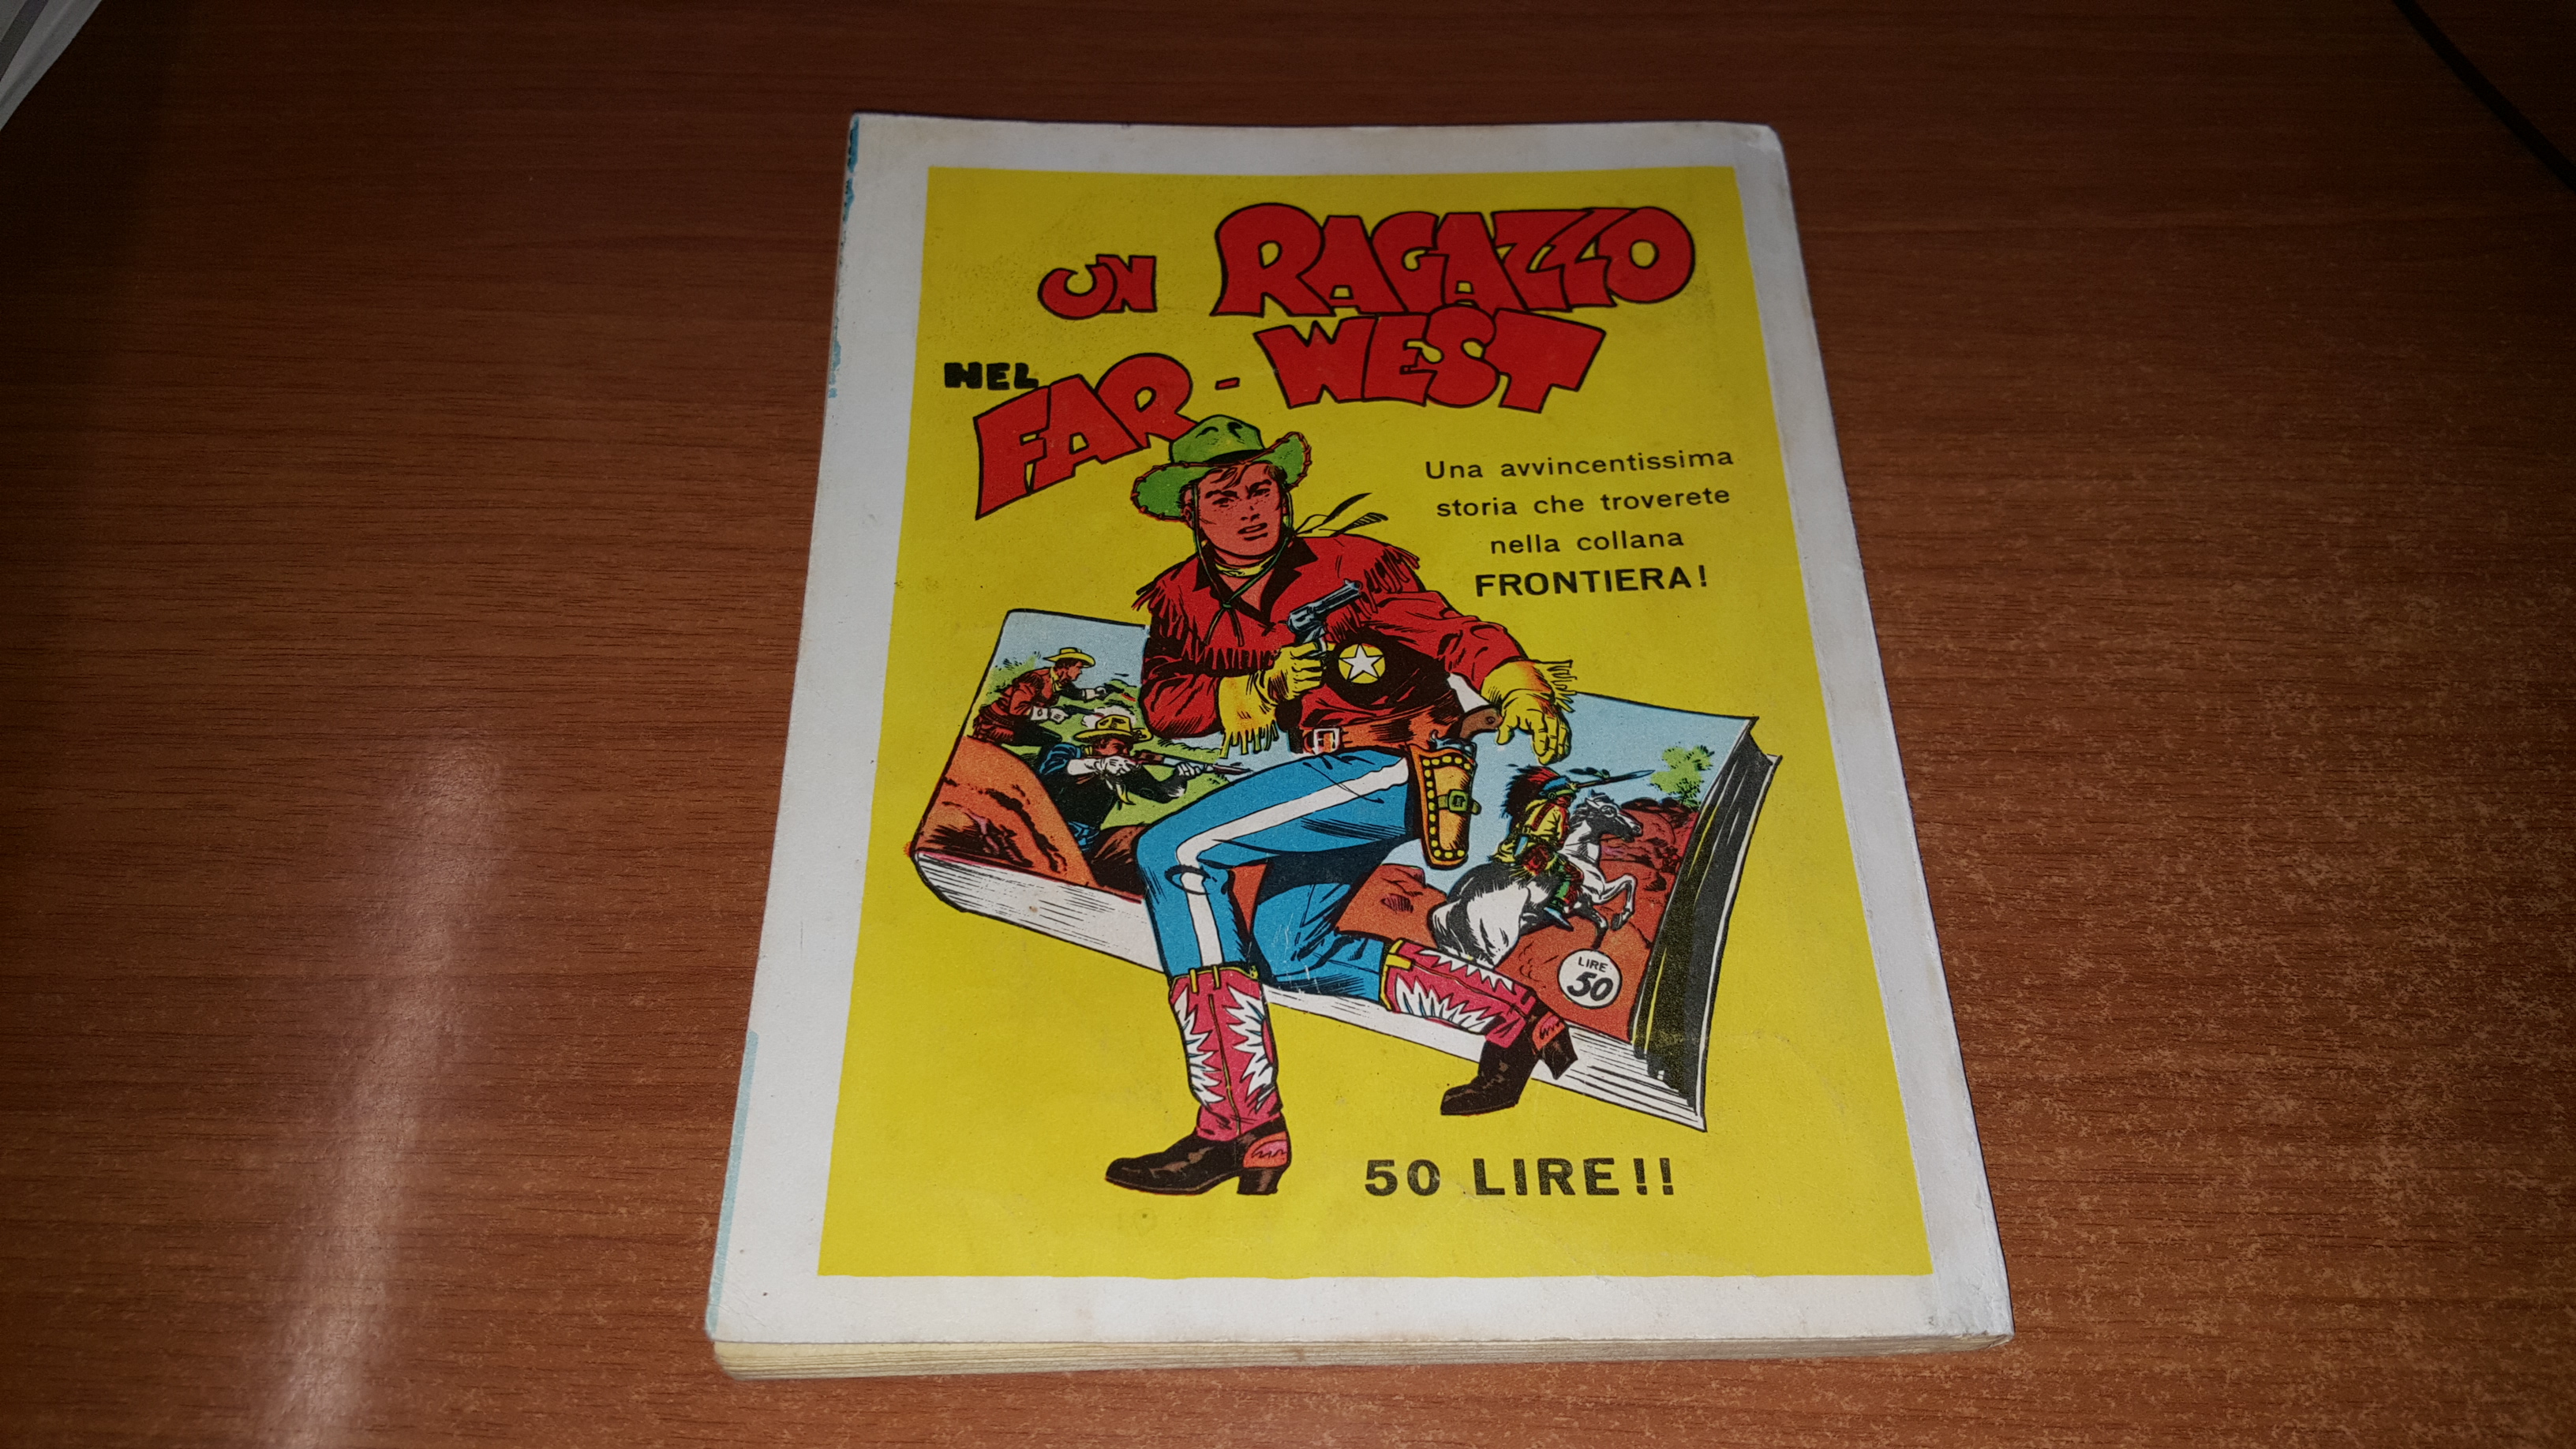 UN RAGAZZO
NEL FAR-WEST
Una avvincentissima
storia che troverete
nella collana
FRONTIERA!
LIRE
50
50 LIRE!!